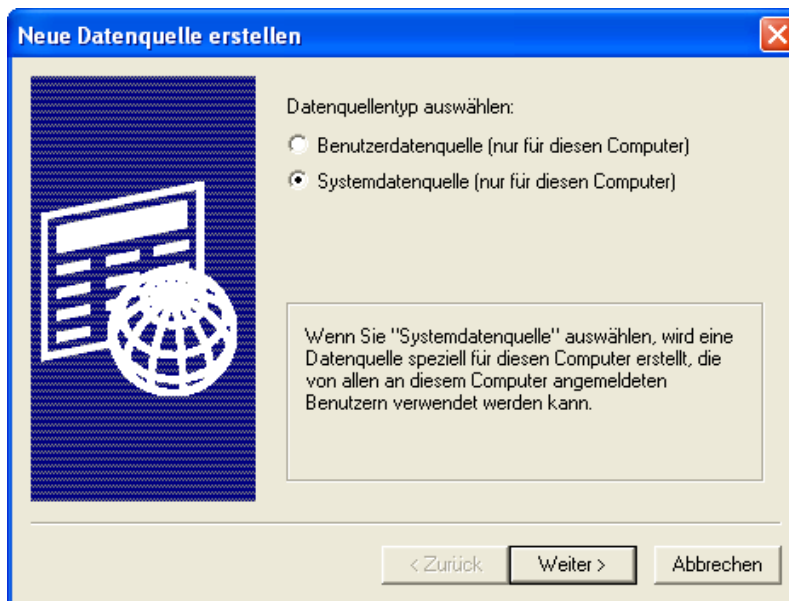 Neue Datenquelle erstellen
Datenquellentyp auswählen:
Benutzerdatenquelle (nur für diesen Computer)
Systemdatenquelle (nur für diesen Computer)
Wenn Sie "Systemdatenquelle" auswählen, wird eine
Datenquelle speziell für diesen Computer erstellt, die
von allen an diesem Computer angemeldeten
Benutzern verwendet werden kann.
< Zurück Weiter > Abbrechen